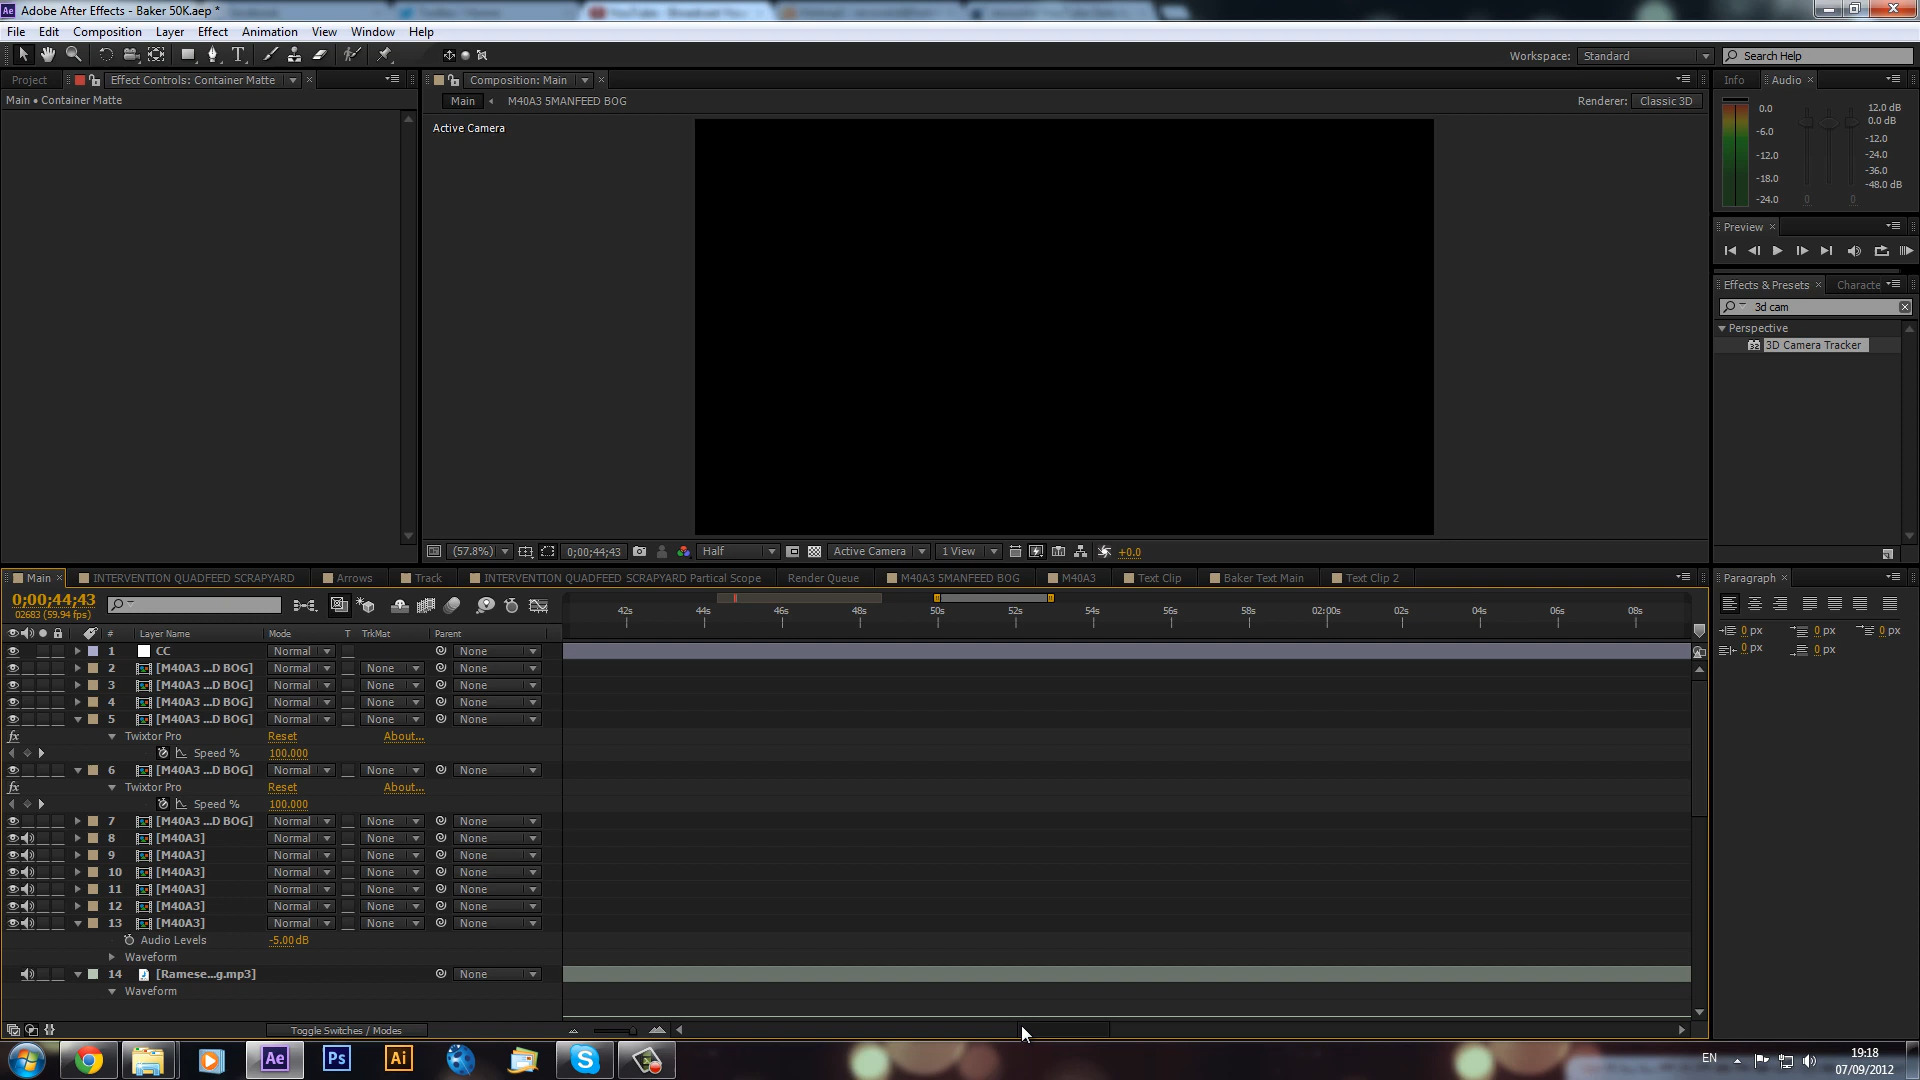 Adobe After Effects - Baker 50K.aep *
File Edit Composition Layer Effect Animation View Window Help
Workspace: Standard Search Help
Project Effect Controls: Container Matte Composition: Main Info Audio
Main • Container Matte
Main M40A3 5MANFEED BOG Renderer: Classic 3D
Active Camera
0.0 -6.0 -12.0 -18.0 -24.0
12.0 dB
0.0 dB
-12.0
-24.0
-36.0
-48.0 dB
0 0
Preview
Effects & Presets Characte
3d cam
Perspective
3D Camera Tracker
(57.8%) 0;00;44;43 Half Active Camera 1 View +0.0
Main INTERVENTION QUADFEED SCRAPYARD Arrows Track INTERVENTION QUADFEED SCRAPYARD Partical Scope Render Queue M40A3 5MANFEED BOG M40A3 Text Clip Baker Text Main Text Clip 2 Paragraph
0;00;44;43
02683 (59.94 fps)
42s 44s 46s 48s 50s 52s 54s 56s 58s 02:00s 02s 04s 06s 08s
# Layer Name Mode T TrkMat Parent
0 px 0 px 0 px
0 px 0 px
1 CC Normal None
2 [M40A3 ...D BOG] Normal None None
3 [M40A3 ...D BOG] Normal None None
4 [M40A3 ...D BOG] Normal None None
5 [M40A3 ...D BOG] Normal None None
fx Twixtor Pro Reset About...
Speed % 100.000
6 [M40A3 ...D BOG] Normal None None
fx Twixtor Pro Reset About...
Speed % 100.000
7 [M40A3 ...D BOG] Normal None None
8 [M40A3] Normal None None
9 [M40A3] Normal None None
10 [M40A3] Normal None None
11 [M40A3] Normal None None
12 [M40A3] Normal None None
13 [M40A3] Normal None None
Audio Levels -5.00dB
Waveform
14 [Ramese...g.mp3] None
Waveform
Toggle Switches / Modes
Ae Ps Ai
EN 19:18
07/09/2012